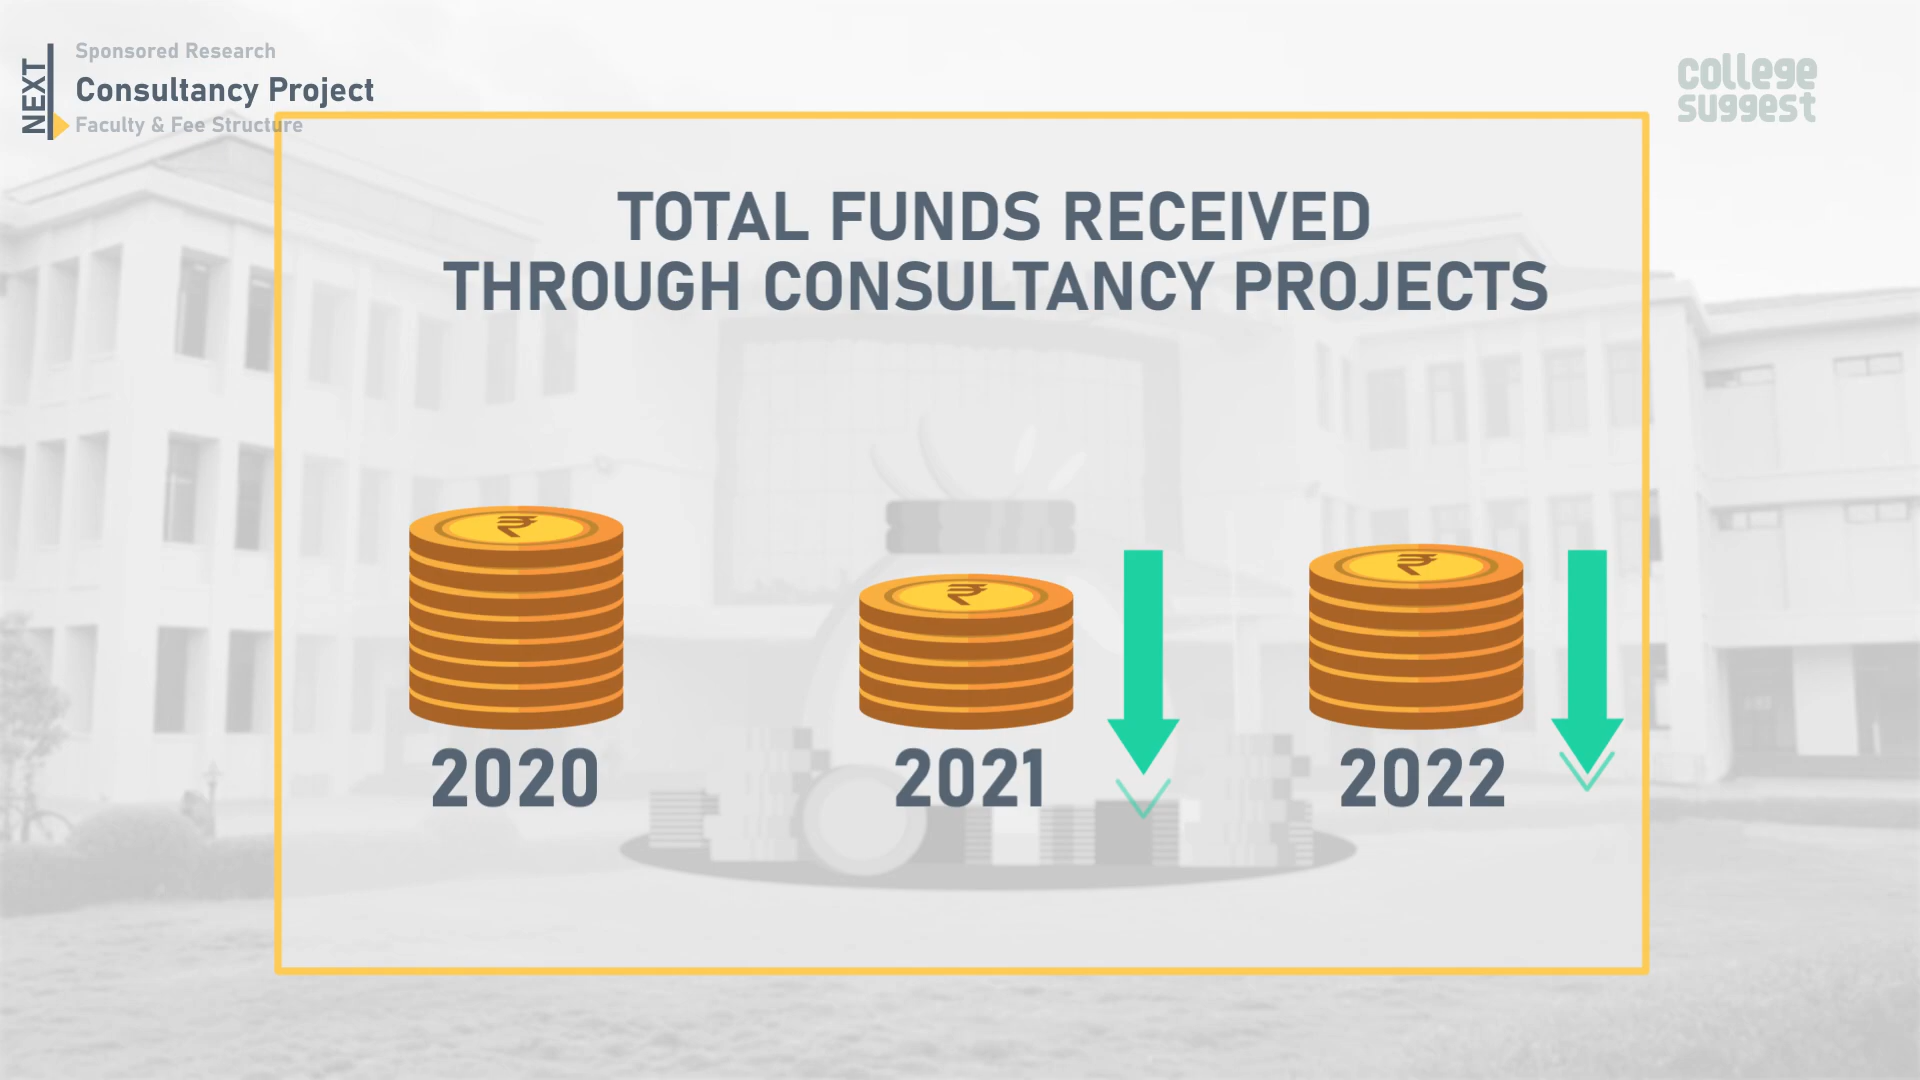 NEXT
Sponsored Research
Consultancy Project
Faculty & Fee Structure
college
suggest
TOTAL FUNDS RECEIVED
THROUGH CONSULTANCY PROJECTS
₹
₹
₹
2020
2021
2022